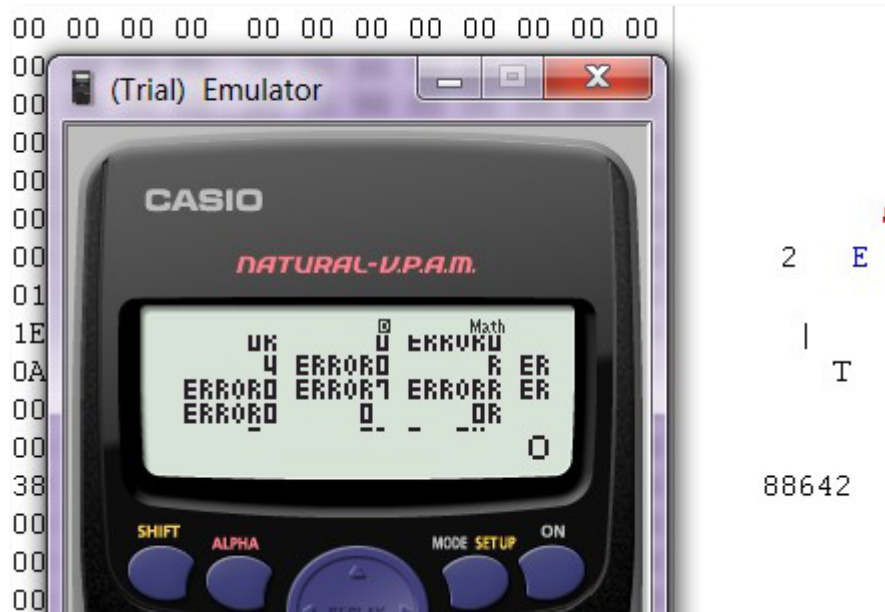 00 00 00 00 00 00 00 00 00 00 00 00
00
(Trial) Emulator
00
00
00
CASIO
00
00
NATURAL-V.P.A.M.
2 E
01
Math
1E
|
4 ERROR0 R ER
0A
T
ERROR0 ERROR7 ERRORR ER
00
ERROR0 0 0R
00
0
38
88642
00
SHIFT
ALPHA
MODE SETUP
ON
00
00